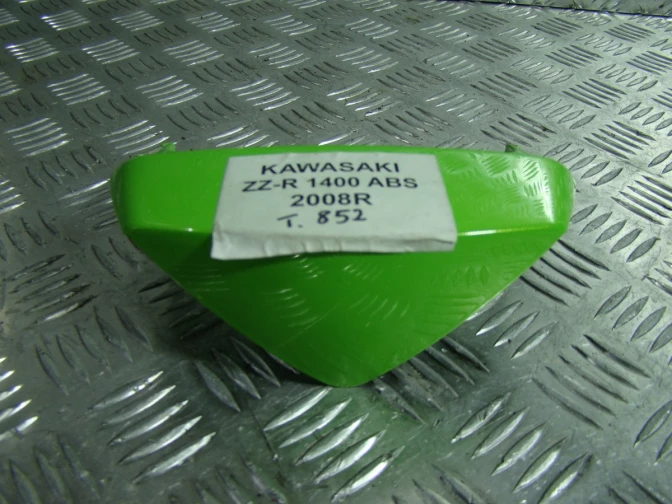 KAWASAKI
ZZ-R 1400 ABS
2008R
T. 852